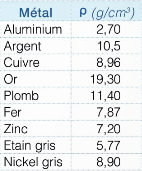 Métal ρ (g/cm³)
Aluminium 2,70
Argent 10,5
Cuivre 8,96
Or 19,30
Plomb 11,40
Fer 7,87
Zinc 7,20
Etain gris 5,77
Nickel gris 8,90